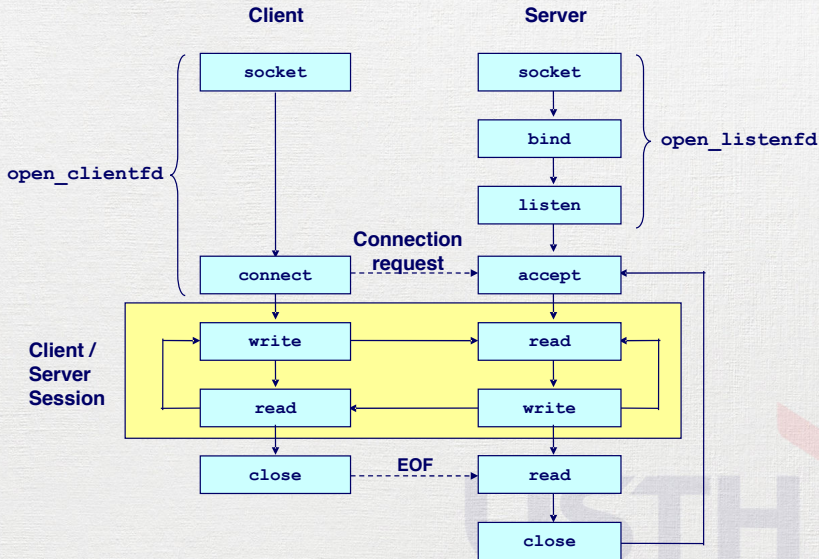 Client
Server
socket
socket
bind
open_listenfd
open_clientfd
listen
Connection
request
connect
accept
Client /
Server
Session
write
read
read
write
close
EOF
read
close
USTH